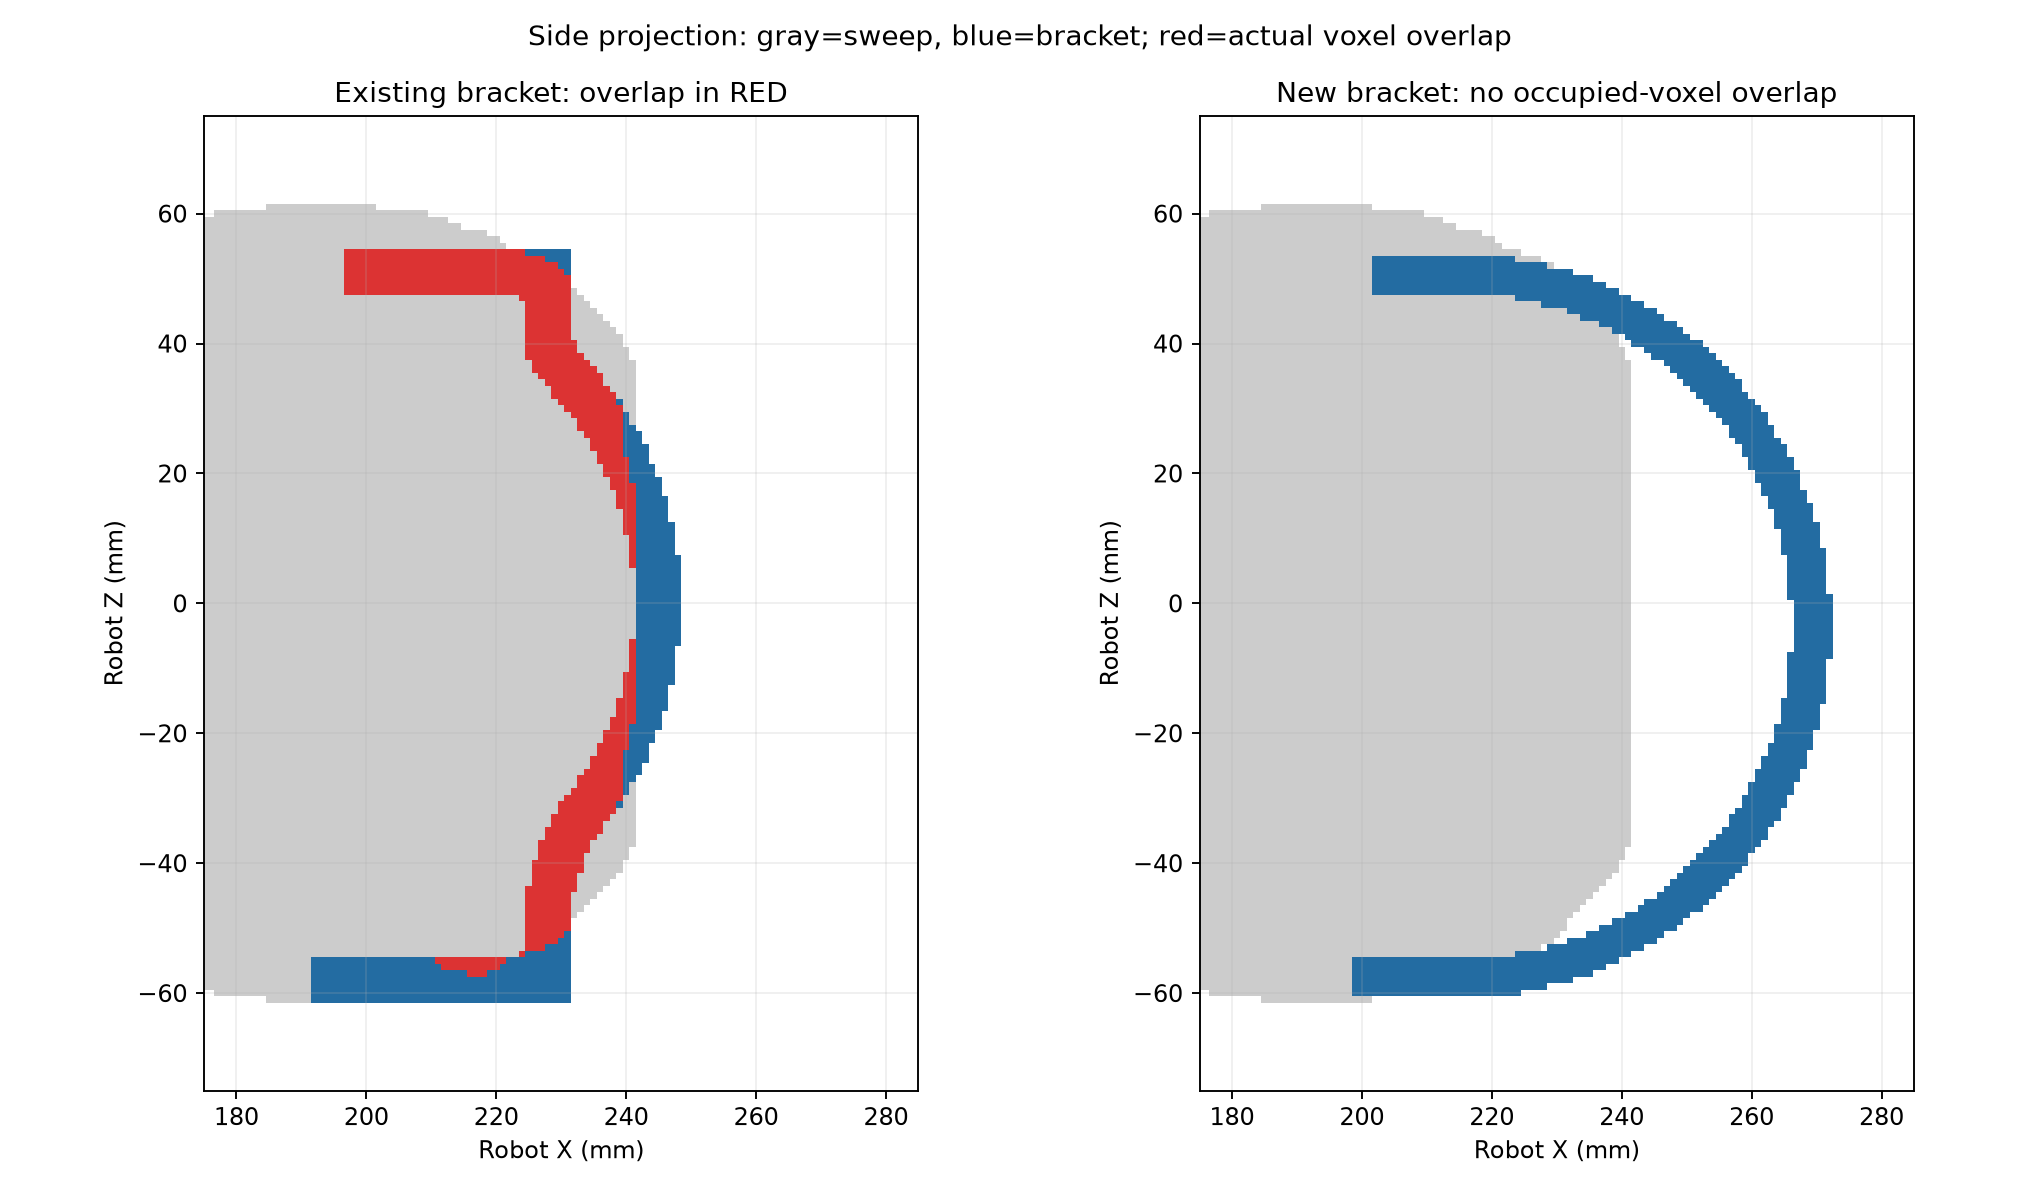 Side projection: gray=sweep, blue=bracket; red=actual voxel overlap
Existing bracket: overlap in RED
60
40
20
0
−20
−40
−60
Robot Z (mm)
180 200 220 240 260 280
Robot X (mm)
New bracket: no occupied-voxel overlap
60
40
20
0
−20
−40
−60
Robot Z (mm)
180 200 220 240 260 280
Robot X (mm)